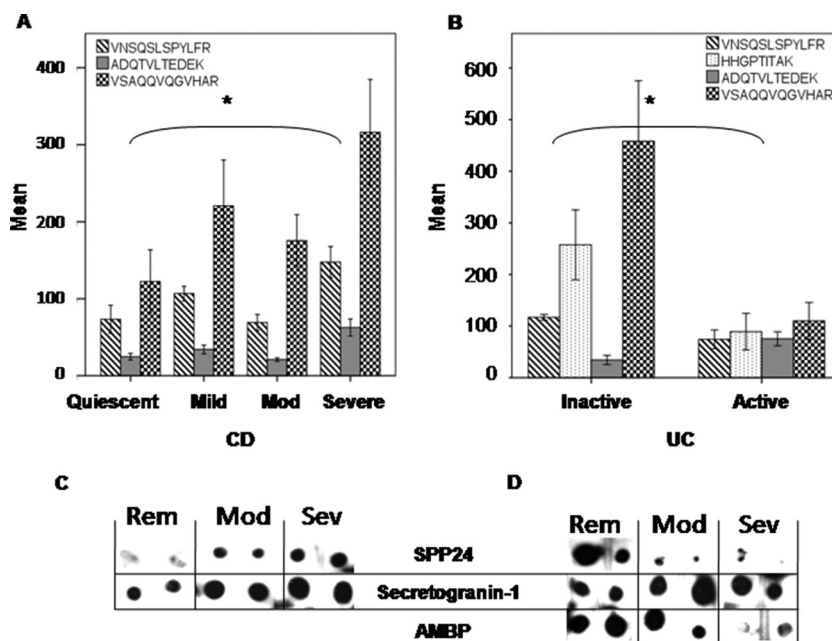 A
VNSQSLSPYLFR
ADQTVLTEDEK
VSAQQVQGVHAR
400
300
200
100
0
Mean
*
Quiescent Mild Mod Severe
CD
B
VNSQSLSPYLFR
HHGPTITAK
ADQTVLTEDEK
VSAQQVQGVHAR
600
500
400
300
200
100
0
Mean
*
Inactive Active
UC
C
Rem Mod Sev
D
Rem Mod Sev
SPP24
Secretogranin-1
AMBP